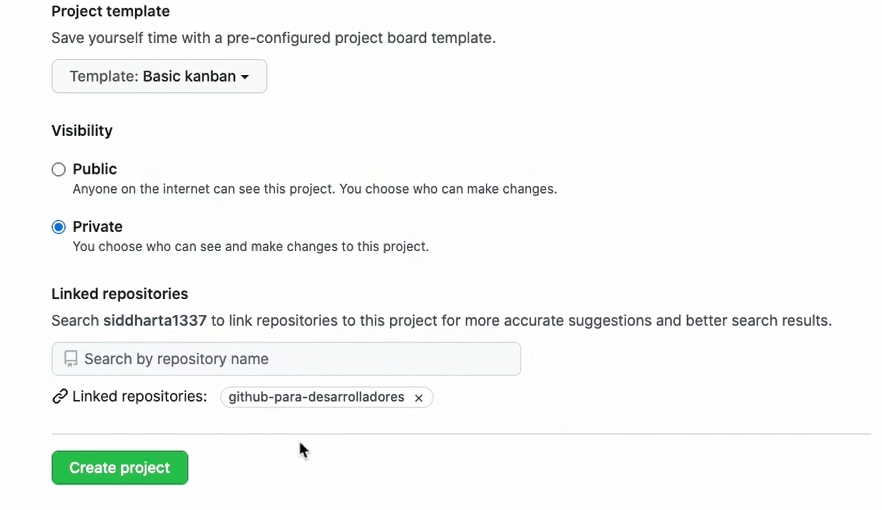 Project template
Save yourself time with a pre-configured project board template.
Template: Basic kanban
Visibility
Public
Anyone on the internet can see this project. You choose who can make changes.
Private
You choose who can see and make changes to this project.
Linked repositories
Search siddharta1337 to link repositories to this project for more accurate suggestions and better search results.
Search by repository name
Linked repositories: github-para-desarrolladores ×
Create project